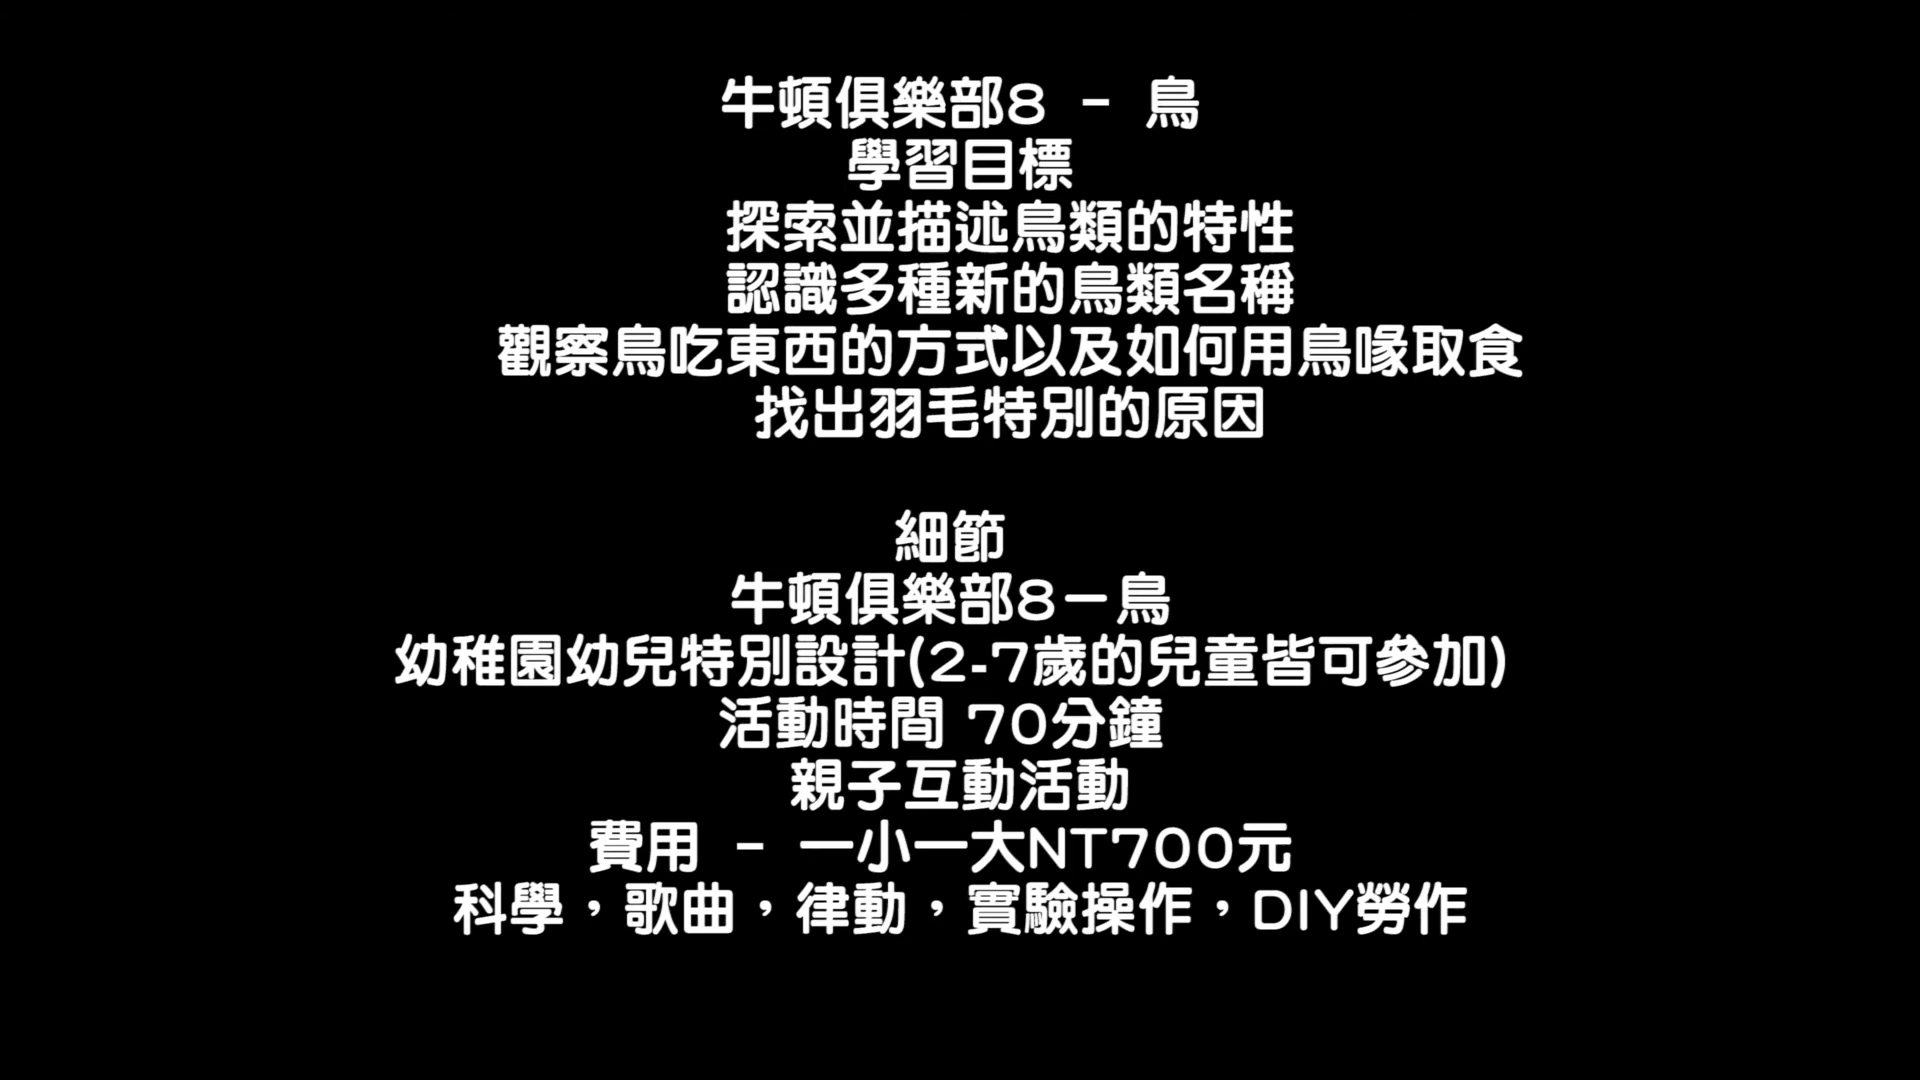 牛頓俱樂部8 - 鳥
學習目標
探索並描述鳥類的特性
認識多種新的鳥類名稱
觀察鳥吃東西的方式以及如何用鳥喙取食
找出羽毛特別的原因
細節
牛頓俱樂部8－鳥
幼稚園幼兒特別設計(2-7歲的兒童皆可參加)
活動時間 70分鐘
親子互動活動
費用 - 一小一大NT700元
科學，歌曲，律動，實驗操作，DIY勞作